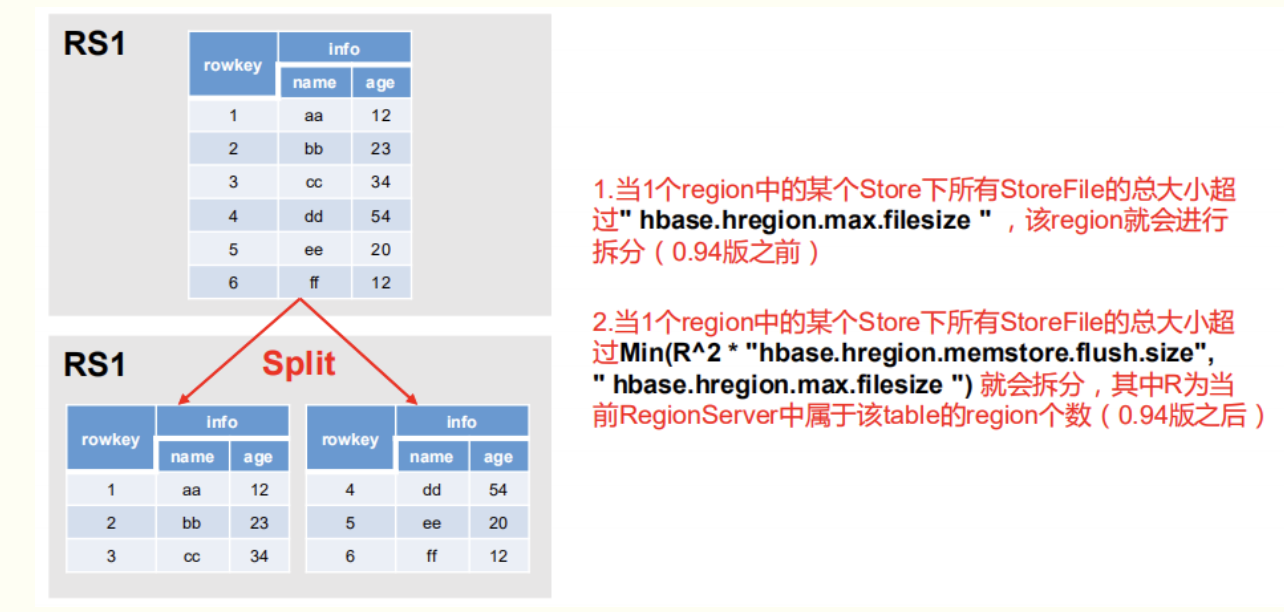 RS1
rowkey info
name age
1 aa 12
2 bb 23
3 cc 34
4 dd 54
5 ee 20
6 ff 12
RS1
Split
rowkey info
name age
1 aa 12
2 bb 23
3 cc 34
rowkey info
name age
4 dd 54
5 ee 20
6 ff 12
1.当1个region中的某个Store下所有StoreFile的总大小超
过" hbase.hregion.max.filesize "，该region就会进行
拆分（0.94版之前）
2.当1个region中的某个Store下所有StoreFile的总大小超
过Min(R^2 * "hbase.hregion.memstore.flush.size",
" hbase.hregion.max.filesize ") 就会拆分，其中R为当
前RegionServer中属于该table的region个数（0.94版之后）